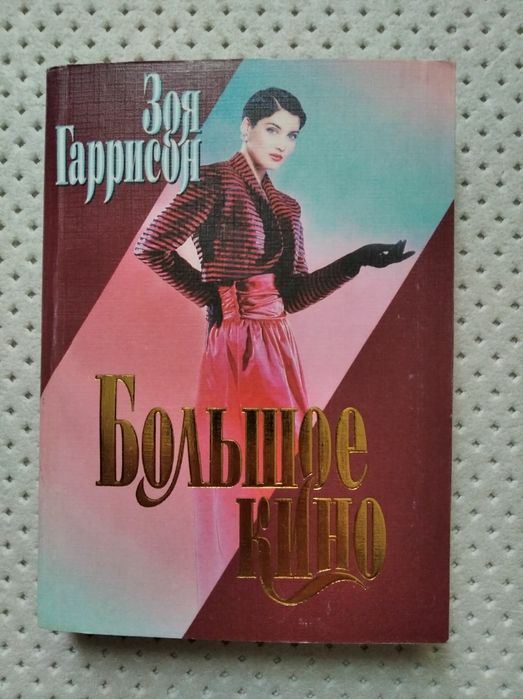 Зоя
Гаррисон
Большое
кино